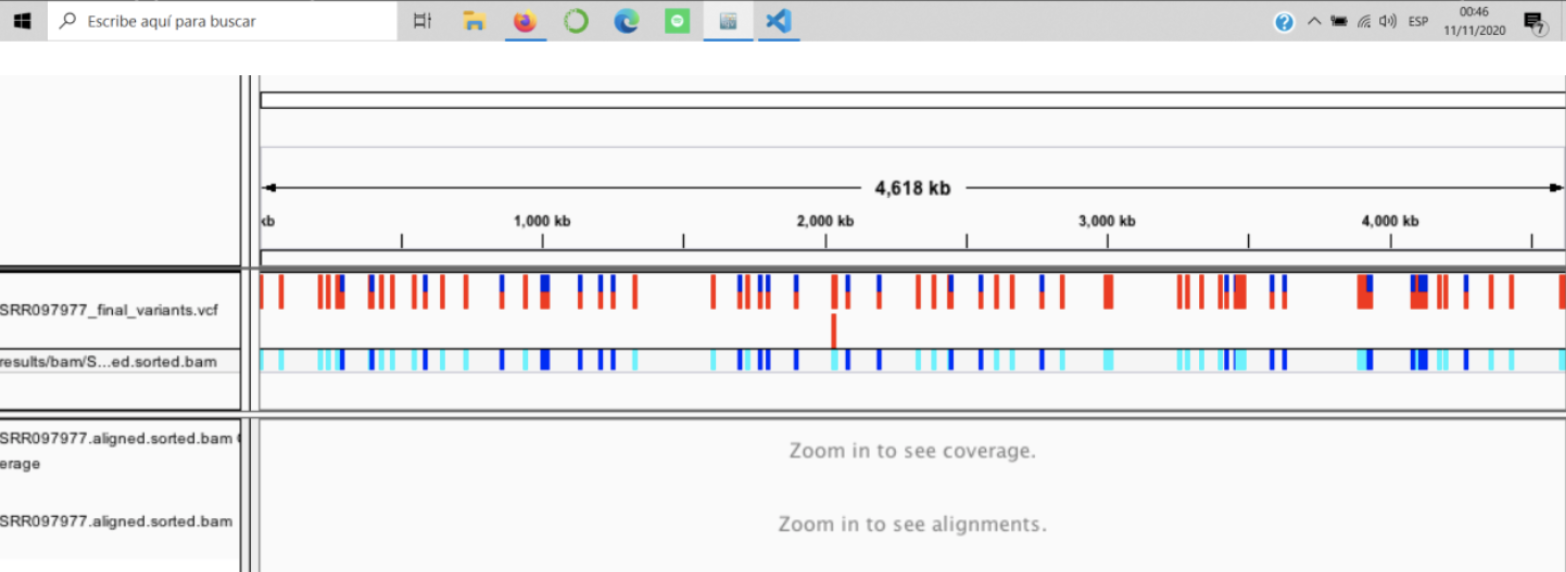 Escribe aquí para buscar
ESP
00:46
11/11/2020
7
4,618 kb
kb
1,000 kb
2,000 kb
3,000 kb
4,000 kb
SRR097977_final_variants.vcf
results/bam/S...ed.sorted.bam
SRR097977.aligned.sorted.bam
erage
Zoom in to see coverage.
SRR097977.aligned.sorted.bam
Zoom in to see alignments.